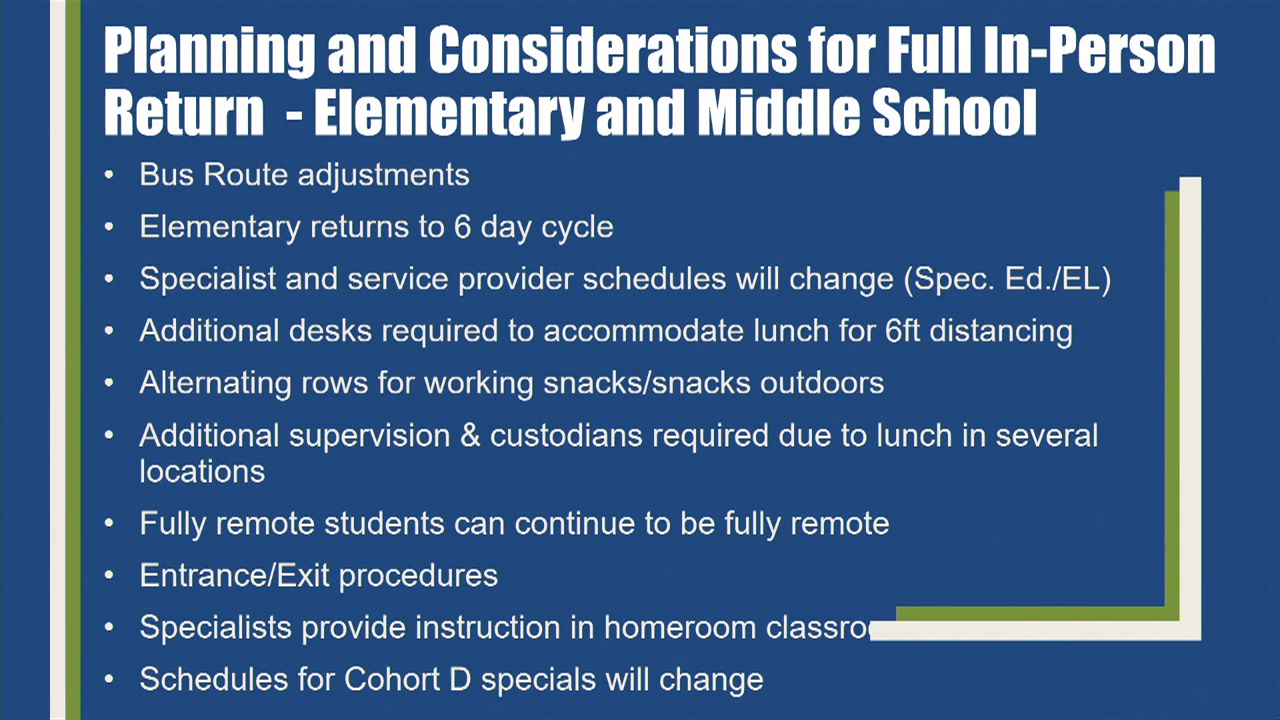 Planning and Considerations for Full In-Person
Return - Elementary and Middle School
• Bus Route adjustments
• Elementary returns to 6 day cycle
• Specialist and service provider schedules will change (Spec. Ed./EL)
• Additional desks required to accommodate lunch for 6ft distancing
• Alternating rows for working snacks/snacks outdoors
• Additional supervision & custodians required due to lunch in several
locations
• Fully remote students can continue to be fully remote
• Entrance/Exit procedures
• Specialists provide instruction in homeroom
• Schedules for Cohort D specials will change